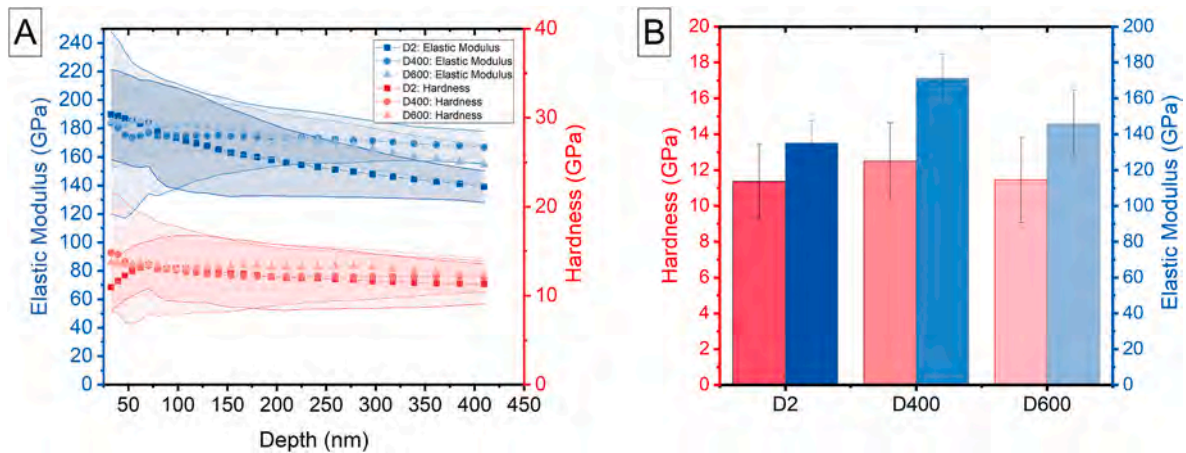 A
Elastic Modulus (GPa)
240
220
200
180
160
140
120
100
80
60
40
20
0
50 100 150 200 250 300 350 400 450
Depth (nm)
40
30
20
10
0
Hardness (GPa)
D2: Elastic Modulus
D400: Elastic Modulus
D600: Elastic Modulus
D2: Hardness
D400: Hardness
D600: Hardness
B
Hardness (GPa)
20
18
16
14
12
10
8
6
4
2
0
D2 D400 D600
200
180
160
140
120
100
80
60
40
20
0
Elastic Modulus (GPa)